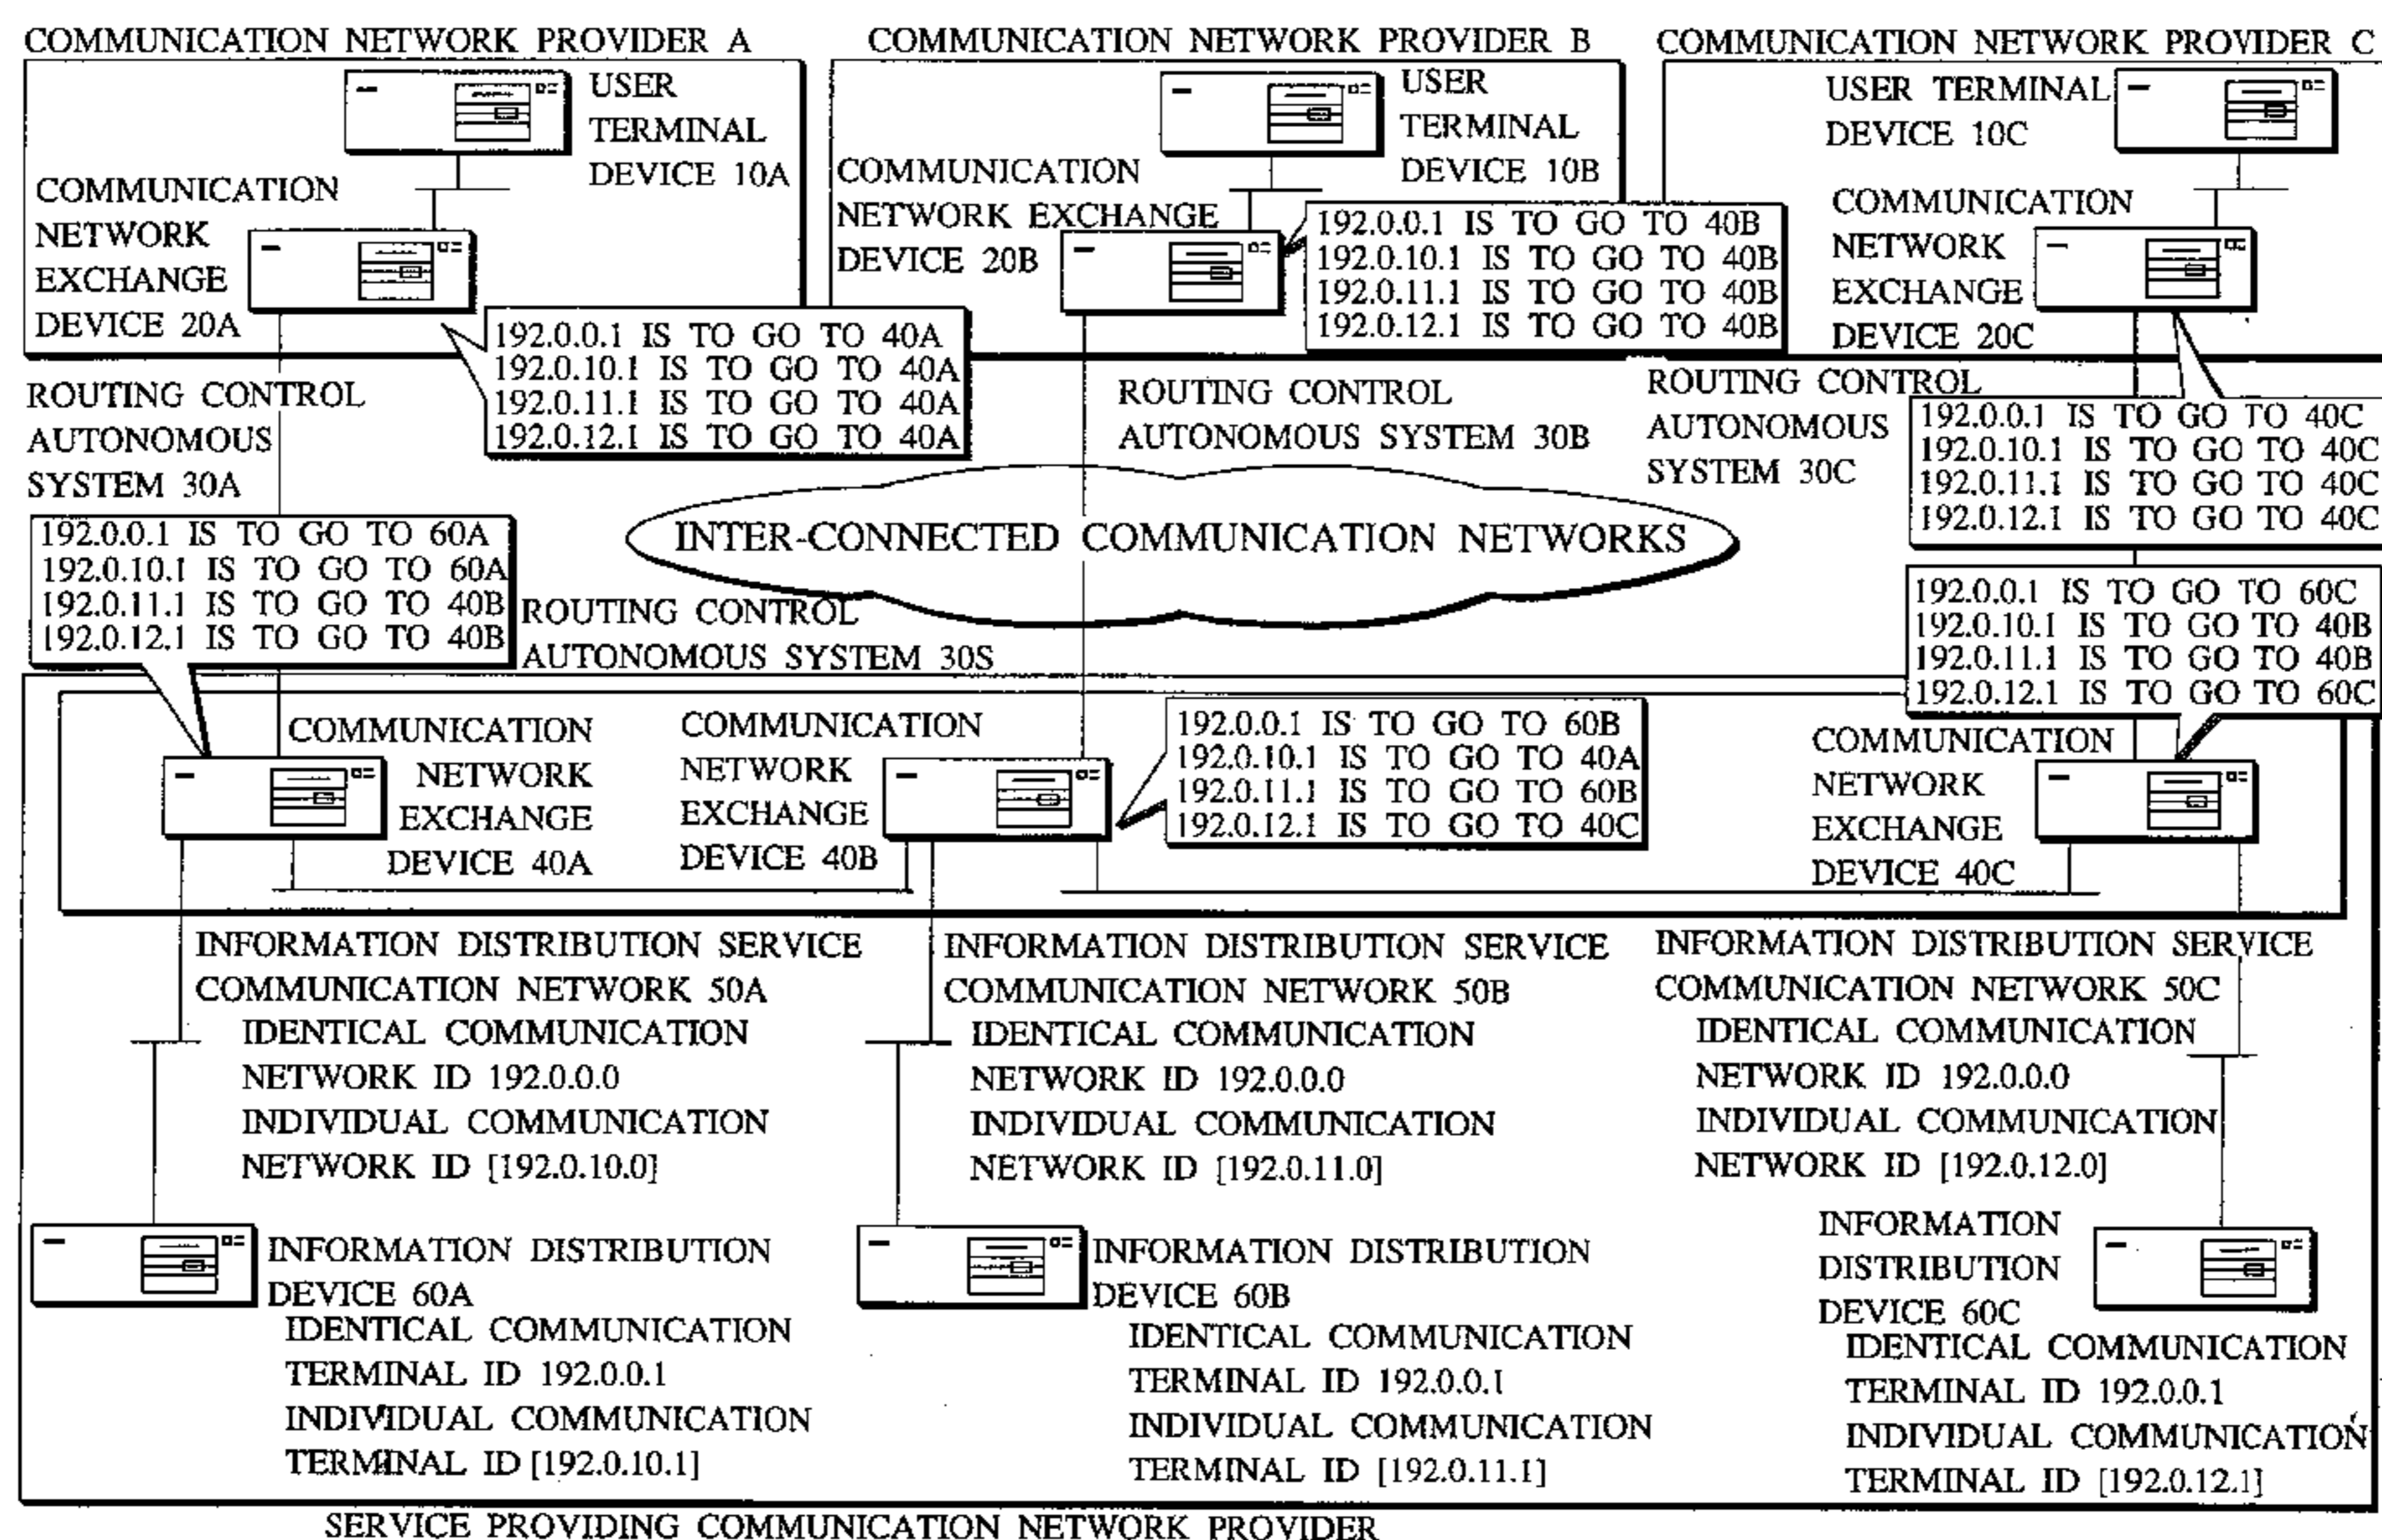 COMMUNICATION NETWORK PROVIDER A
USER
TERMINAL
DEVICE 10A
COMMUNICATION
NETWORK
EXCHANGE
DEVICE 20A
192.0.0.1 IS TO GO TO 40A
192.0.10.1 IS TO GO TO 40A
192.0.11.1 IS TO GO TO 40A
192.0.12.1 IS TO GO TO 40A
COMMUNICATION NETWORK PROVIDER B
USER
TERMINAL
DEVICE 10B
COMMUNICATION
NETWORK EXCHANGE
DEVICE 20B
192.0.0.1 IS TO GO TO 40B
192.0.10.1 IS TO GO TO 40B
192.0.11.1 IS TO GO TO 40B
192.0.12.1 IS TO GO TO 40B
COMMUNICATION NETWORK PROVIDER C
USER TERMINAL
DEVICE 10C
COMMUNICATION
NETWORK
EXCHANGE
DEVICE 20C
192.0.0.1 IS TO GO TO 40C
192.0.10.1 IS TO GO TO 40C
192.0.11.1 IS TO GO TO 40C
192.0.12.1 IS TO GO TO 40C
ROUTING CONTROL
AUTONOMOUS
SYSTEM 30A
ROUTING CONTROL
AUTONOMOUS SYSTEM 30B
ROUTING CONTROL
AUTONOMOUS
SYSTEM 30C
INTER-CONNECTED COMMUNICATION NETWORKS
192.0.0.1 IS TO GO TO 60A
192.0.10.1 IS TO GO TO 60A
192.0.11.1 IS TO GO TO 40B
192.0.12.1 IS TO GO TO 40B
ROUTING CONTROL
AUTONOMOUS SYSTEM 30S
192.0.0.1 IS TO GO TO 60C
192.0.10.1 IS TO GO TO 40B
192.0.11.1 IS TO GO TO 40B
192.0.12.1 IS TO GO TO 60C
COMMUNICATION
NETWORK
EXCHANGE
DEVICE 40A
COMMUNICATION
NETWORK
EXCHANGE
DEVICE 40B
192.0.0.1 IS TO GO TO 60B
192.0.10.1 IS TO GO TO 40A
192.0.11.1 IS TO GO TO 60B
192.0.12.1 IS TO GO TO 40C
COMMUNICATION
NETWORK
EXCHANGE
DEVICE 40C
INFORMATION DISTRIBUTION SERVICE
COMMUNICATION NETWORK 50A
IDENTICAL COMMUNICATION
NETWORK ID 192.0.0.0
INDIVIDUAL COMMUNICATION
NETWORK ID [192.0.10.0]
INFORMATION DISTRIBUTION SERVICE
COMMUNICATION NETWORK 50B
IDENTICAL COMMUNICATION
NETWORK ID 192.0.0.0
INDIVIDUAL COMMUNICATION
NETWORK ID [192.0.11.0]
INFORMATION DISTRIBUTION SERVICE
COMMUNICATION NETWORK 50C
IDENTICAL COMMUNICATION
NETWORK ID 192.0.0.0
INDIVIDUAL COMMUNICATION
NETWORK ID [192.0.12.0]
INFORMATION DISTRIBUTION
DEVICE 60A
IDENTICAL COMMUNICATION
TERMINAL ID 192.0.0.1
INDIVIDUAL COMMUNICATION
TERMINAL ID [192.0.10.1]
INFORMATION DISTRIBUTION
DEVICE 60B
IDENTICAL COMMUNICATION
TERMINAL ID 192.0.0.1
INDIVIDUAL COMMUNICATION
TERMINAL ID [192.0.11.1]
INFORMATION
DISTRIBUTION
DEVICE 60C
IDENTICAL COMMUNICATION
TERMINAL ID 192.0.0.1
INDIVIDUAL COMMUNICATION
TERMINAL ID [192.0.12.1]
SERVICE PROVIDING COMMUNICATION NETWORK PROVIDER